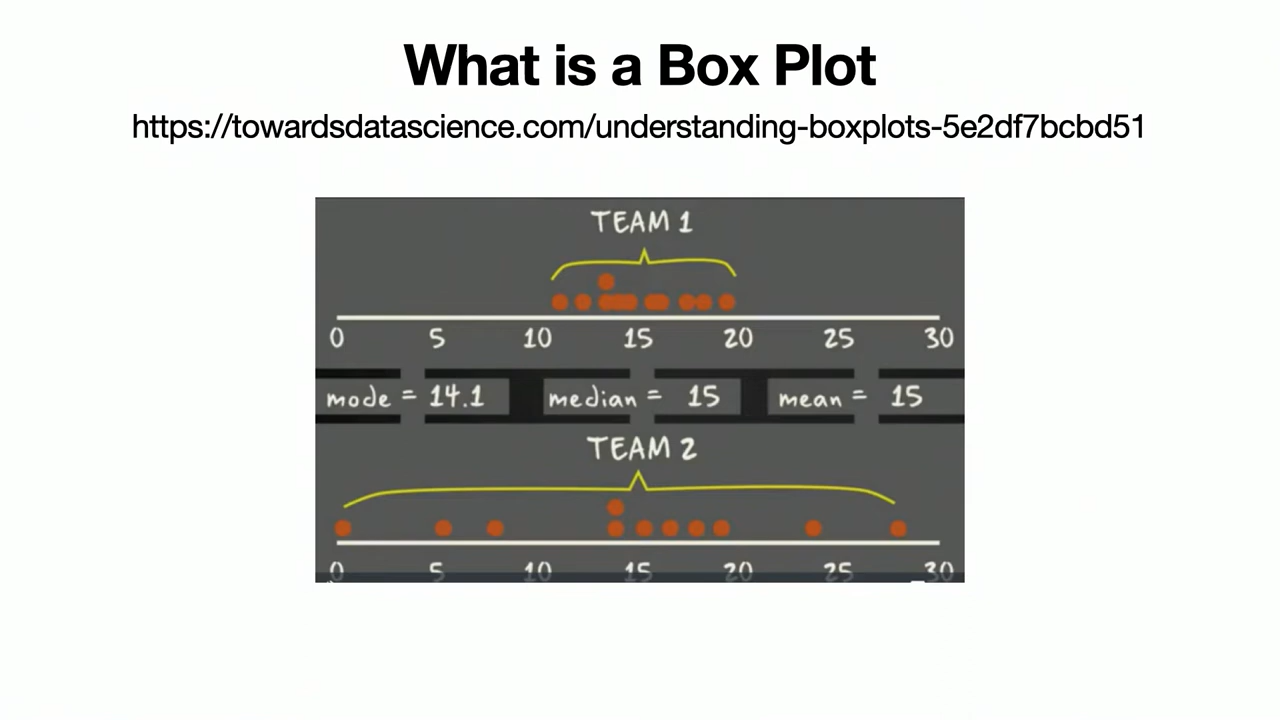 What is a Box Plot
https://towardsdatascience.com/understanding-boxplots-5e2df7bcbd51
TEAM 1
0 5 10 15 20 25 30
mode = 14.1 median = 15 mean = 15
TEAM 2
0 5 10 15 20 25 30